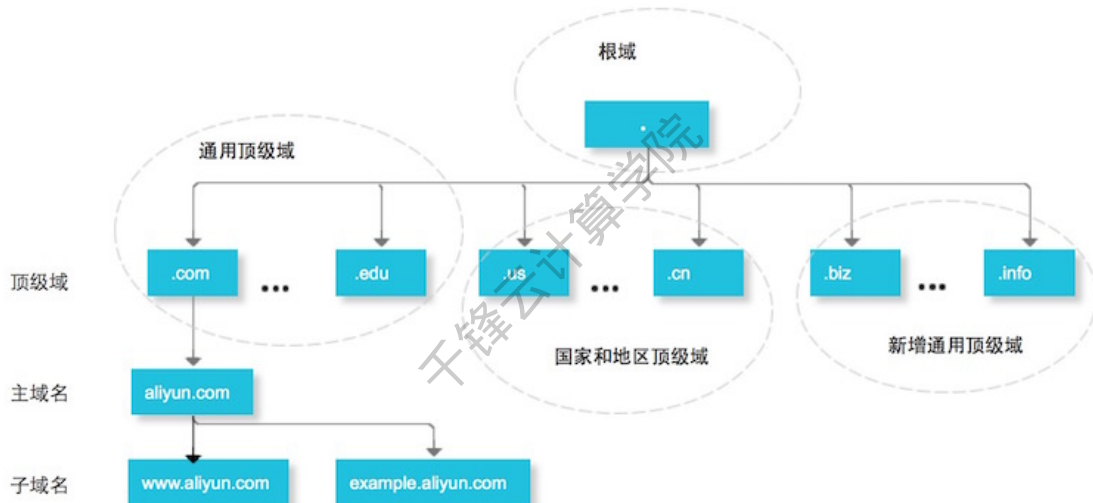 根域
.
通用顶级域
顶级域
.com
...
.edu
.us
...
.cn
.biz
...
.info
国家和地区顶级域
新增通用顶级域
主域名
aliyun.com
子域名
www.aliyun.com
example.aliyun.com
千锋云计算学院